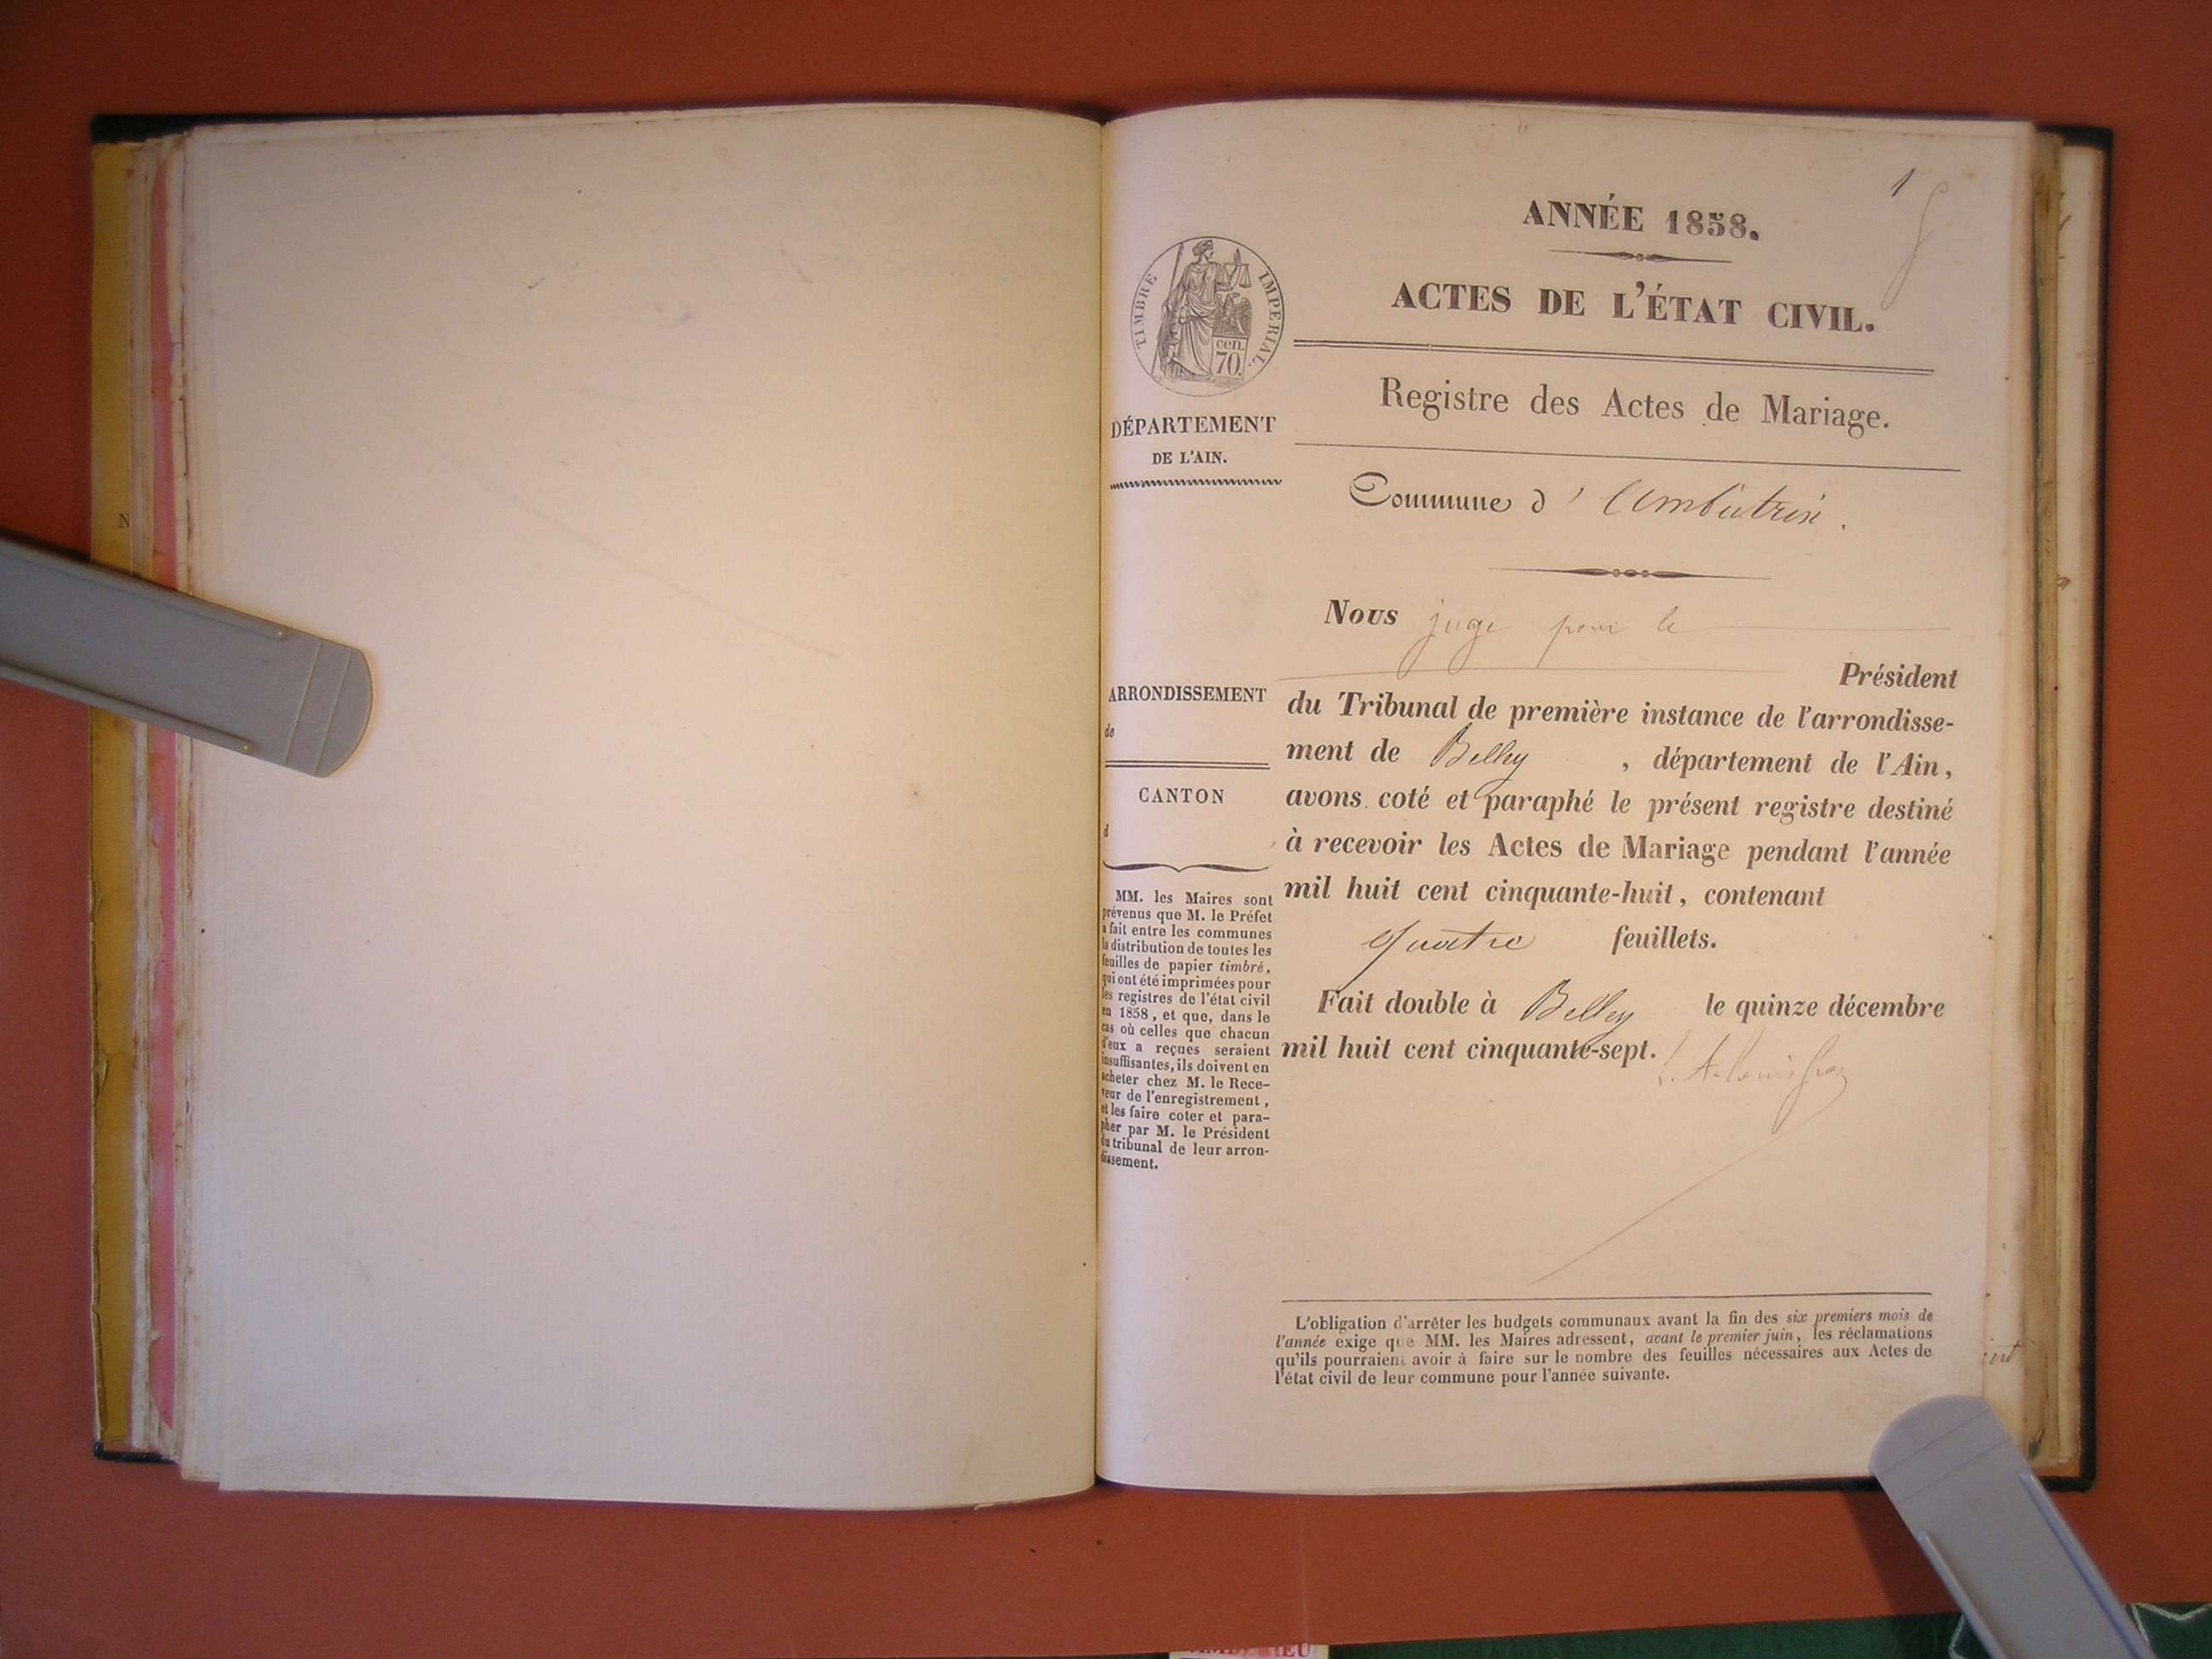 1
ANNÉE 1858.
ACTES DE L'ÉTAT CIVIL.
TIMBRE IMPERIAL.
cen.
70.
Registre des Actes de Mariage.
DÉPARTEMENT
DE L'AIN.
Commune d' Ambutrix.
Nous juge pour le
Président
du Tribunal de première instance de l'arrondisse-
ment de Belley , département de l'Ain,
avons coté et paraphé le présent registre destiné
à recevoir les Actes de Mariage pendant l'année
mil huit cent cinquante-huit, contenant
quatre feuillets.
Fait double à Belley le quinze décembre
mil huit cent cinquante-sept.
ARRONDISSEMENT
de
CANTON
d
MM. les Maires sont
prévenus que M. le Préfet
a fait entre les communes
la distribution de toutes les
feuilles de papier timbré,
qui ont été imprimées pour
les registres de l'état civil
en 1858, et que, dans le
cas où celles que chacun
d'eux a reçues seraient
insuffisantes, ils doivent en
acheter chez M. le Rece-
veur de l'enregistrement,
et les faire coter et para-
pher par M. le Président
du tribunal de leur arron-
dissement.
L'obligation d'arrêter les budgets communaux avant la fin des six premiers mois de
l'année exige que MM. les Maires adressent, avant le premier juin, les réclamations
qu'ils pourraient avoir à faire sur le nombre des feuilles nécessaires aux Actes de
l'état civil de leur commune pour l'année suivante.